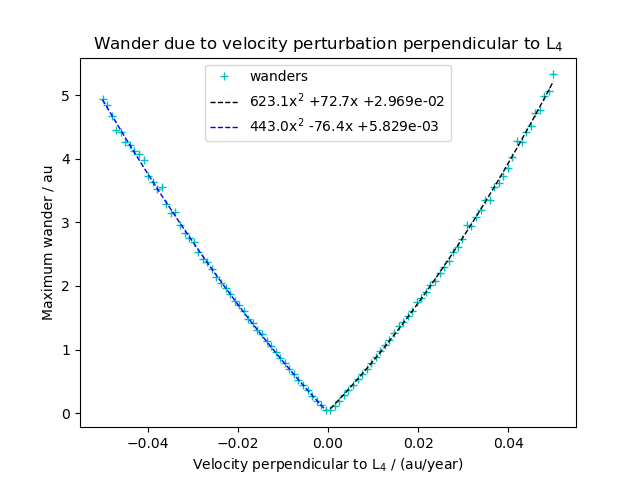 Wander due to velocity perturbation perpendicular to L₄
wanders
623.1x² +72.7x +2.969e-02
443.0x² -76.4x +5.829e-03
Maximum wander / au
5
4
3
2
1
0
−0.04 −0.02 0.00 0.02 0.04
Velocity perpendicular to L₄ / (au/year)